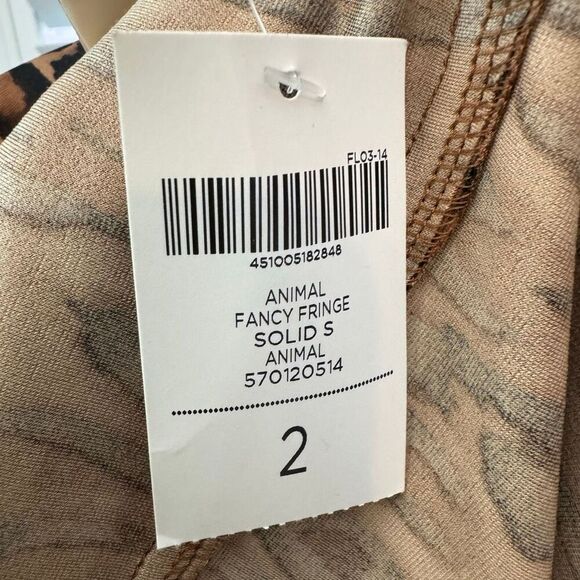 FL03-14
451005182848
ANIMAL
FANCY FRINGE
SOLID S
ANIMAL
570120514
2